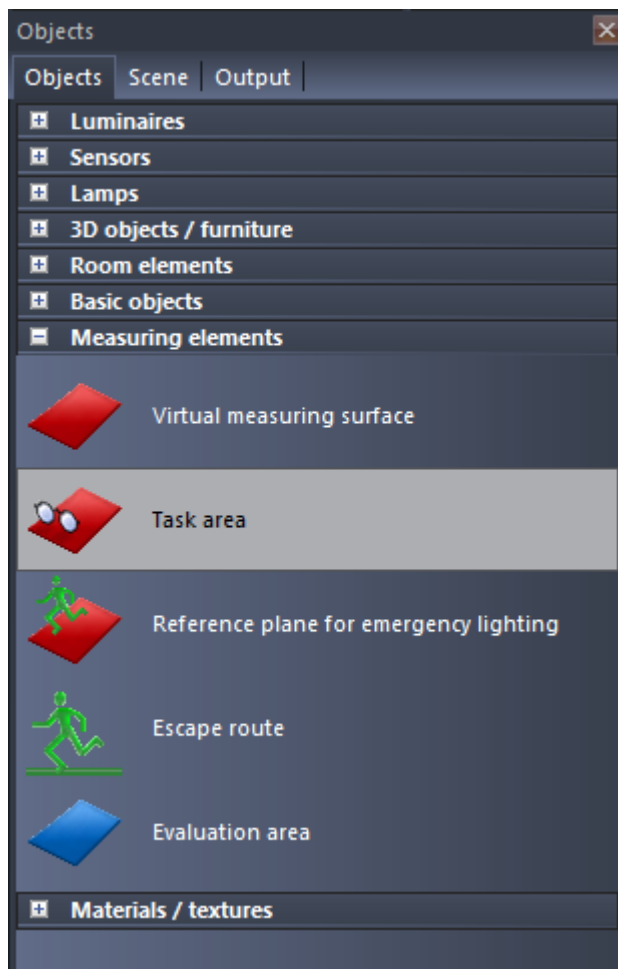 Objects
Objects Scene Output
Luminaires
Sensors
Lamps
3D objects / furniture
Room elements
Basic objects
Measuring elements
Virtual measuring surface
Task area
Reference plane for emergency lighting
Escape route
Evaluation area
Materials / textures